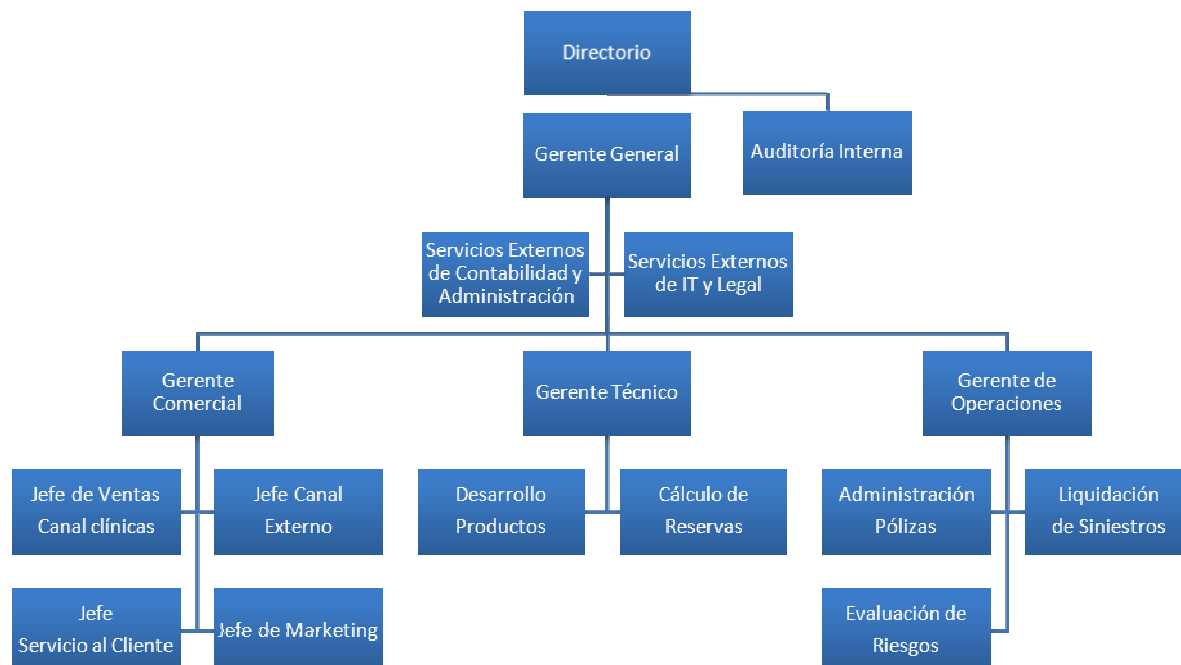 Directorio
Gerente General
Auditoría Interna
Servicios Externos
de Contabilidad y
Administración
Servicios Externos
de IT y Legal
Gerente
Comercial
Gerente Técnico
Gerente de
Operaciones
Jefe de Ventas
Canal clínicas
Jefe Canal
Externo
Desarrollo
Productos
Cálculo de
Reservas
Administración
Pólizas
Liquidación
de Siniestros
Jefe
Servicio al Cliente
Jefe de Marketing
Evaluación de
Riesgos